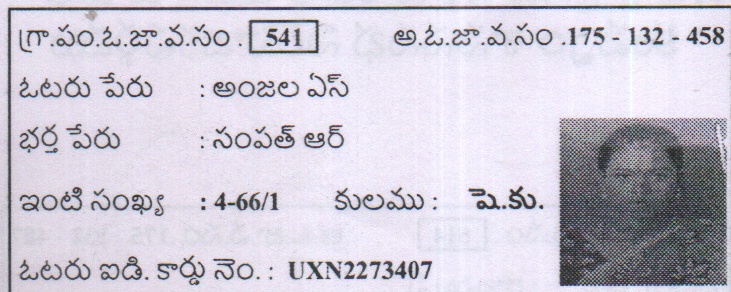 గ్రా.పం.ఓ.జా.వ.సం 541 అ.ఓ.జా.వ.సం.175 - 132 - 458
ఓటరు పేరు : అంజల ఏస్
భర్త పేరు : సంపత్ ఆర్
ఇంటి సంఖ్య : 4-66/1 కులము : షె.కు.
ఓటరు ఐడి. కార్డు నెం. : UXN2273407